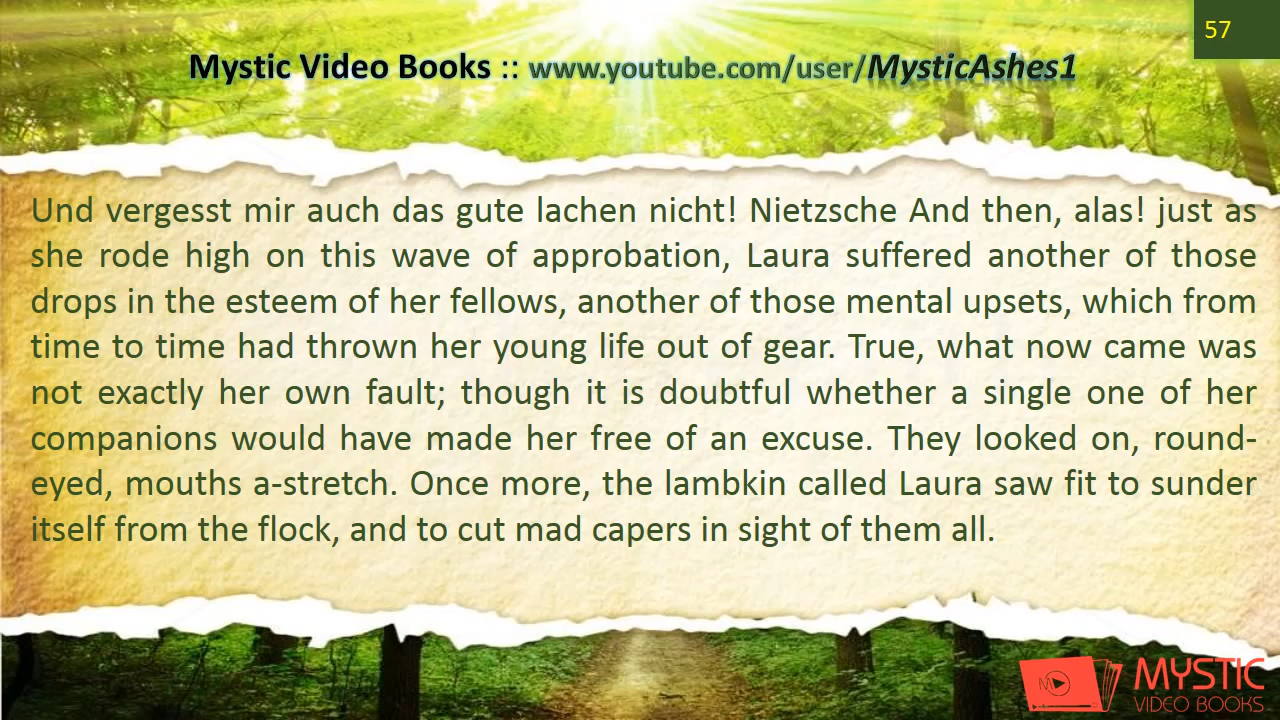 57
Mystic Video Books :: www.youtube.com/user/MysticAshes1
Und vergesst mir auch das gute lachen nicht! Nietzsche And then, alas! just as
she rode high on this wave of approbation, Laura suffered another of those
drops in the esteem of her fellows, another of those mental upsets, which from
time to time had thrown her young life out of gear. True, what now came was
not exactly her own fault; though it is doubtful whether a single one of her
companions would have made her free of an excuse. They looked on, round-
eyed, mouths a-stretch. Once more, the lambkin called Laura saw fit to sunder
itself from the flock, and to cut mad capers in sight of them all.
MYSTIC
VIDEO BOOKS